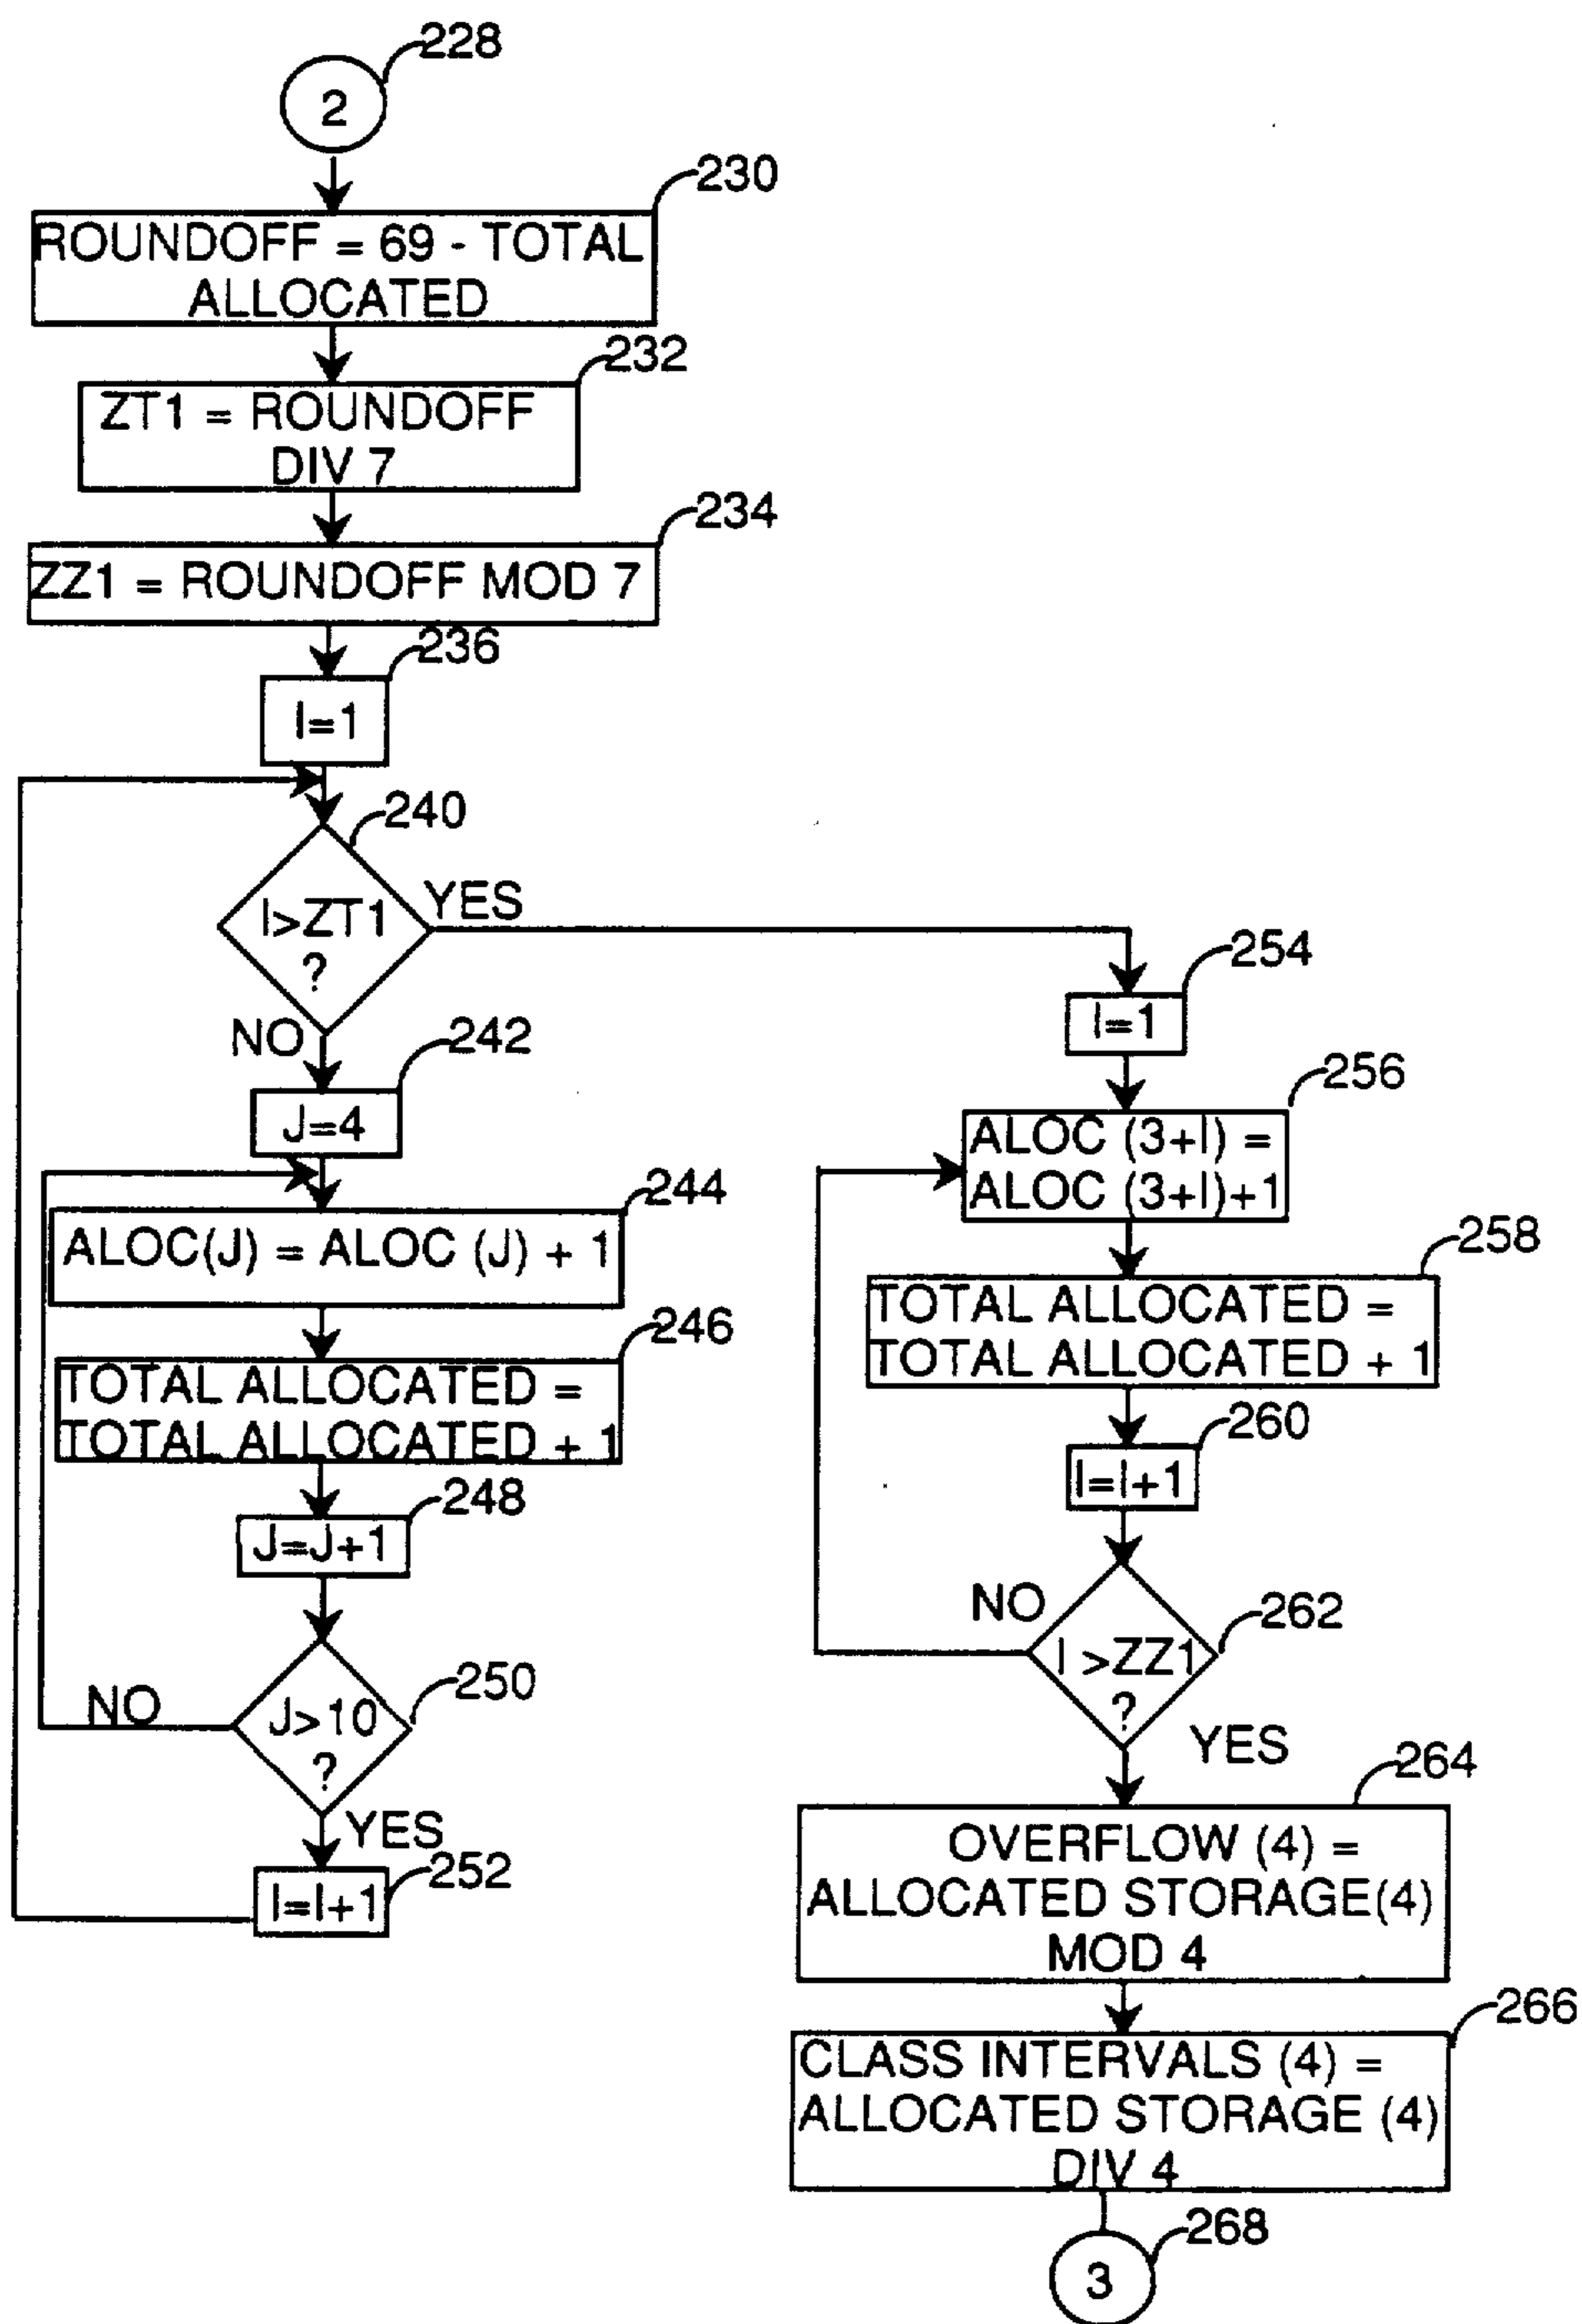 228
2
230
ROUNDOFF = 69 - TOTAL
ALLOCATED
232
ZT1 = ROUNDOFF
DIV 7
234
ZZ1 = ROUNDOFF MOD 7
236
I=1
240
I>ZT1
?
YES
NO
242
J=4
244
ALOC(J) = ALOC (J) + 1
246
TOTAL ALLOCATED =
TOTAL ALLOCATED + 1
248
J=J+1
250
NO
J>10
?
YES
252
I=I+1
254
I=1
256
ALOC (3+I) =
ALOC (3+I)+1
258
TOTAL ALLOCATED =
TOTAL ALLOCATED + 1
260
I=I+1
NO
262
I >ZZ1
?
YES
264
OVERFLOW (4) =
ALLOCATED STORAGE(4)
MOD 4
266
CLASS INTERVALS (4) =
ALLOCATED STORAGE (4)
DIV 4
268
3